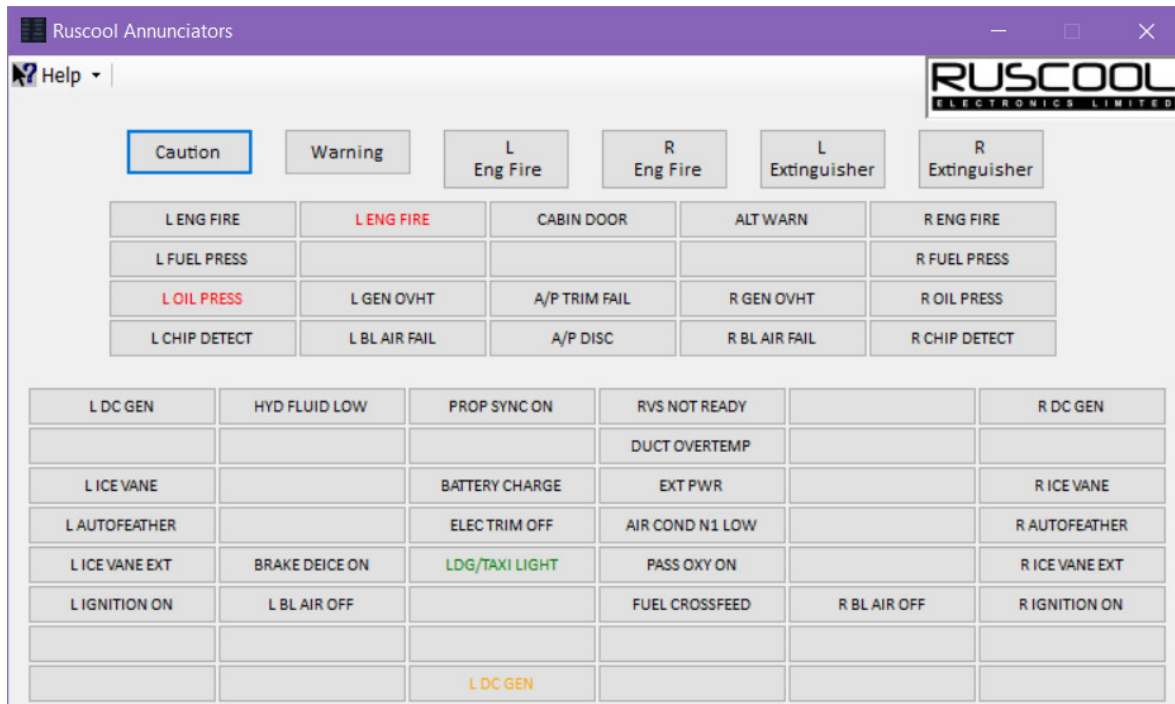 Ruscool Annunciators
Help
RUSCOOL
ELECTRONICS LIMITED
Caution Warning L Eng Fire R Eng Fire L Extinguisher R Extinguisher
L ENG FIRE L ENG FIRE CABIN DOOR ALT WARN R ENG FIRE
L FUEL PRESS R FUEL PRESS
L OIL PRESS L GEN OVHT A/P TRIM FAIL R GEN OVHT R OIL PRESS
L CHIP DETECT L BL AIR FAIL A/P DISC R BL AIR FAIL R CHIP DETECT
L DC GEN HYD FLUID LOW PROP SYNC ON RVS NOT READY R DC GEN
DUCT OVERTEMP
L ICE VANE BATTERY CHARGE EXT PWR R ICE VANE
L AUTOFEATHER ELEC TRIM OFF AIR COND N1 LOW R AUTOFEATHER
L ICE VANE EXT BRAKE DEICE ON LDG/TAXI LIGHT PASS OXY ON R ICE VANE EXT
L IGNITION ON L BL AIR OFF FUEL CROSSFEED R BL AIR OFF R IGNITION ON
L DC GEN